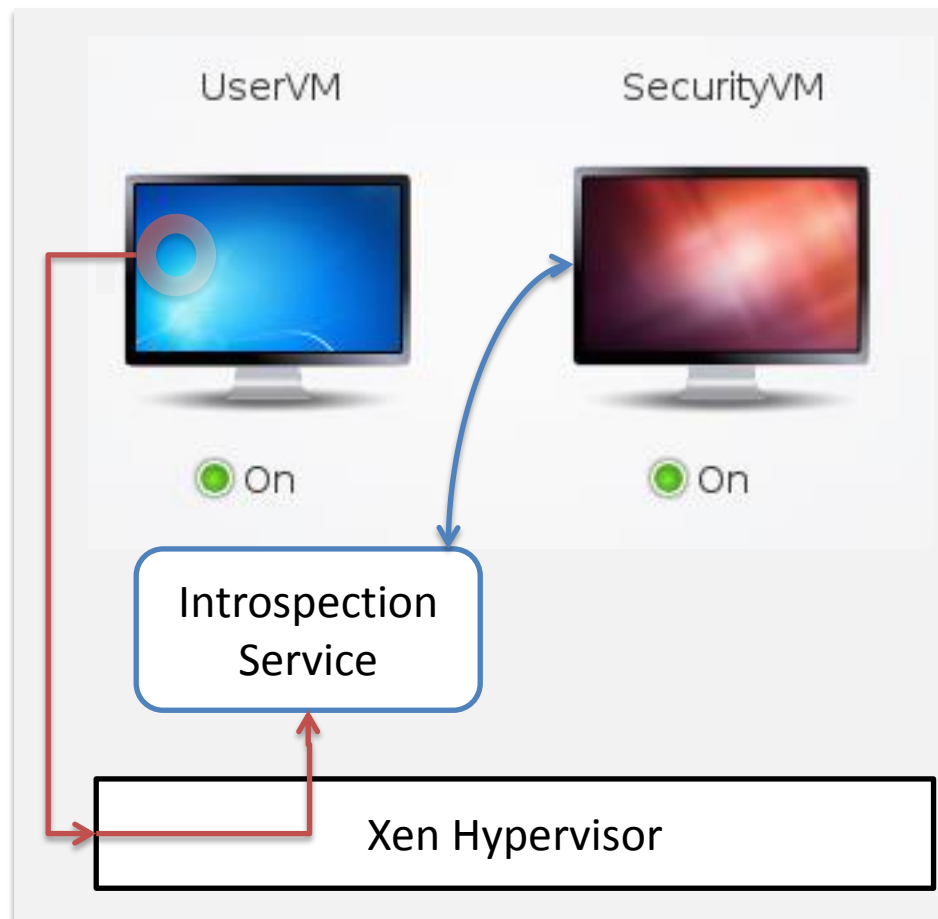 UserVM
SecurityVM
On
On
Introspection
Service
Xen Hypervisor